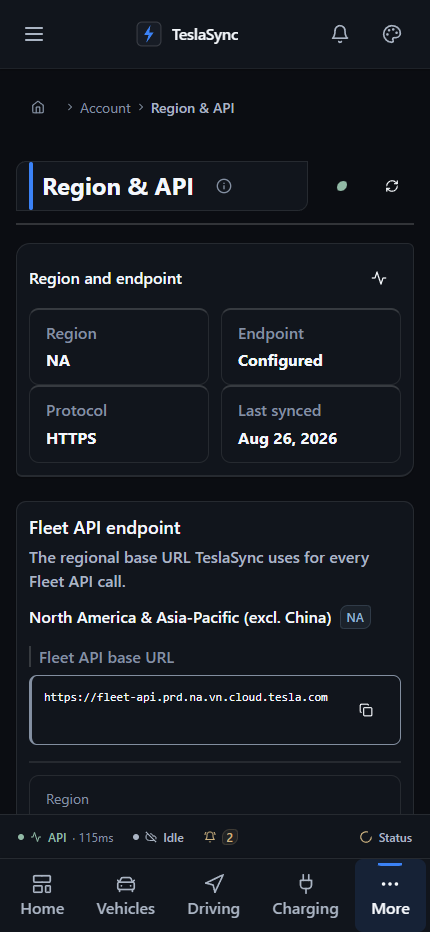 TeslaSync
Account
Region & API
Region & API
Region and endpoint
Region
NA
Endpoint
Configured
Protocol
HTTPS
Last synced
Aug 26, 2026
Fleet API endpoint
The regional base URL TeslaSync uses for every
Fleet API call.
North America & Asia-Pacific (excl. China) NA
Fleet API base URL
https://fleet-api.prd.na.vn.cloud.tesla.com
Region
API · 115ms Idle 2 Status
Home Vehicles Driving Charging More